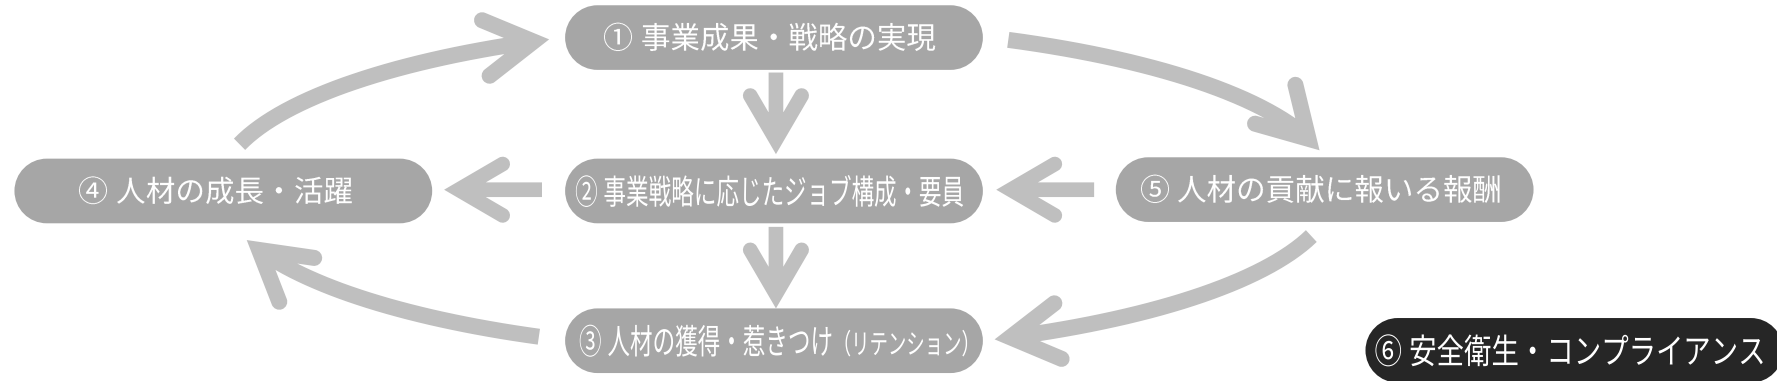 ① 事業成果・戦略の実現
④ 人材の成長・活躍
② 事業戦略に応じたジョブ構成・要員
⑤ 人材の貢献に報いる報酬
③ 人材の獲得・惹きつけ（リテンション）
⑥ 安全衛生・コンプライアンス